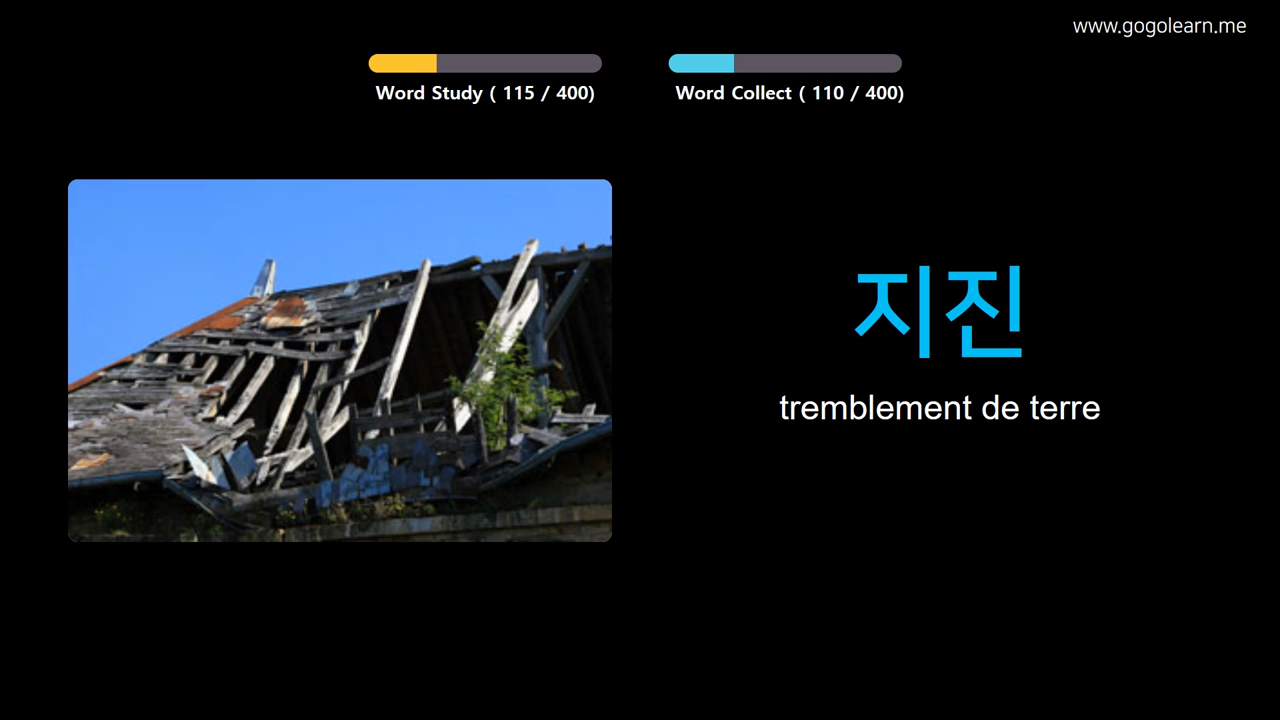 www.gogolearn.me
Word Study ( 115 / 400)
Word Collect ( 110 / 400)
지진
tremblement de terre